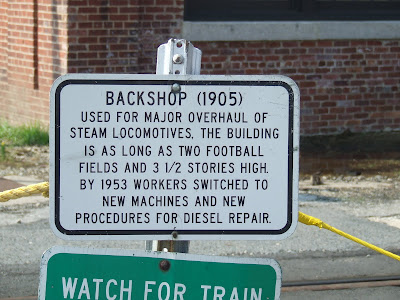 BACKSHOP (1905)
USED FOR MAJOR OVERHAUL OF
STEAM LOCOMOTIVES, THE BUILDING
IS AS LONG AS TWO FOOTBALL
FIELDS AND 3 1/2 STORIES HIGH.
BY 1953 WORKERS SWITCHED TO
NEW MACHINES AND NEW
PROCEDURES FOR DIESEL REPAIR.
WATCH FOR TRAIN